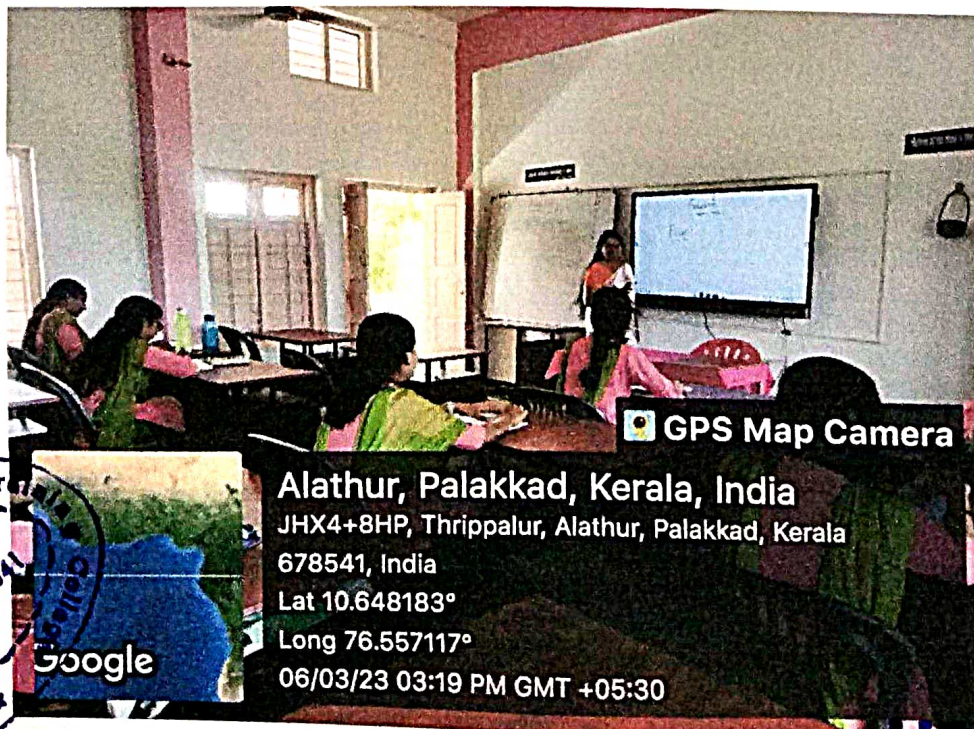 GPS Map Camera
Alathur, Palakkad, Kerala, India
JHX4+8HP, Thrippalur, Alathur, Palakkad, Kerala
678541, India
Lat 10.648183°
Long 76.557117°
06/03/23 03:19 PM GMT +05:30
Google